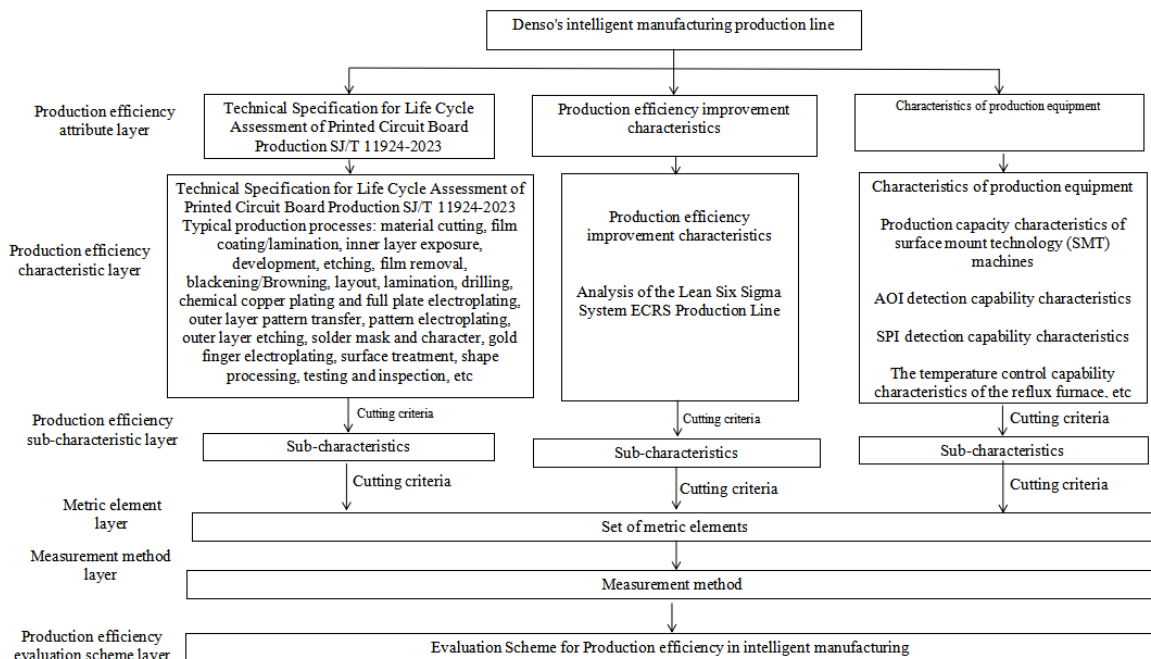 Denso's intelligent manufacturing production line
Production efficiency
attribute layer
Technical Specification for Life Cycle
Assessment of Printed Circuit Board
Production SJ/T 11924-2023
Production efficiency improvement
characteristics
Characteristics of production equipment
Production efficiency
characteristic layer
Technical Specification for Life Cycle Assessment of
Printed Circuit Board Production SJ/T 11924-2023
Typical production processes: material cutting, film
coating/lamination, inner layer exposure,
development, etching, film removal,
blackening/Browning, layout, lamination, drilling,
chemical copper plating and full plate electroplating,
outer layer pattern transfer, pattern electroplating,
outer layer etching, solder mask and character, gold
finger electroplating, surface treatment, shape
processing, testing and inspection, etc
Production efficiency
improvement characteristics
Analysis of the Lean Six Sigma
System ECRS Production Line
Characteristics of production equipment
Production capacity characteristics of
surface mount technology (SMT)
machines
AOI detection capability characteristics
SPI detection capability characteristics
The temperature control capability
characteristics of the reflux furnace, etc
Cutting criteria
Cutting criteria
Cutting criteria
Production efficiency
sub-characteristic layer
Sub-characteristics
Sub-characteristics
Sub-characteristics
Cutting criteria
Cutting criteria
Cutting criteria
Metric element
layer
Set of metric elements
Measurement method
layer
Measurement method
Production efficiency
evaluation scheme layer
Evaluation Scheme for Production efficiency in intelligent manufacturing